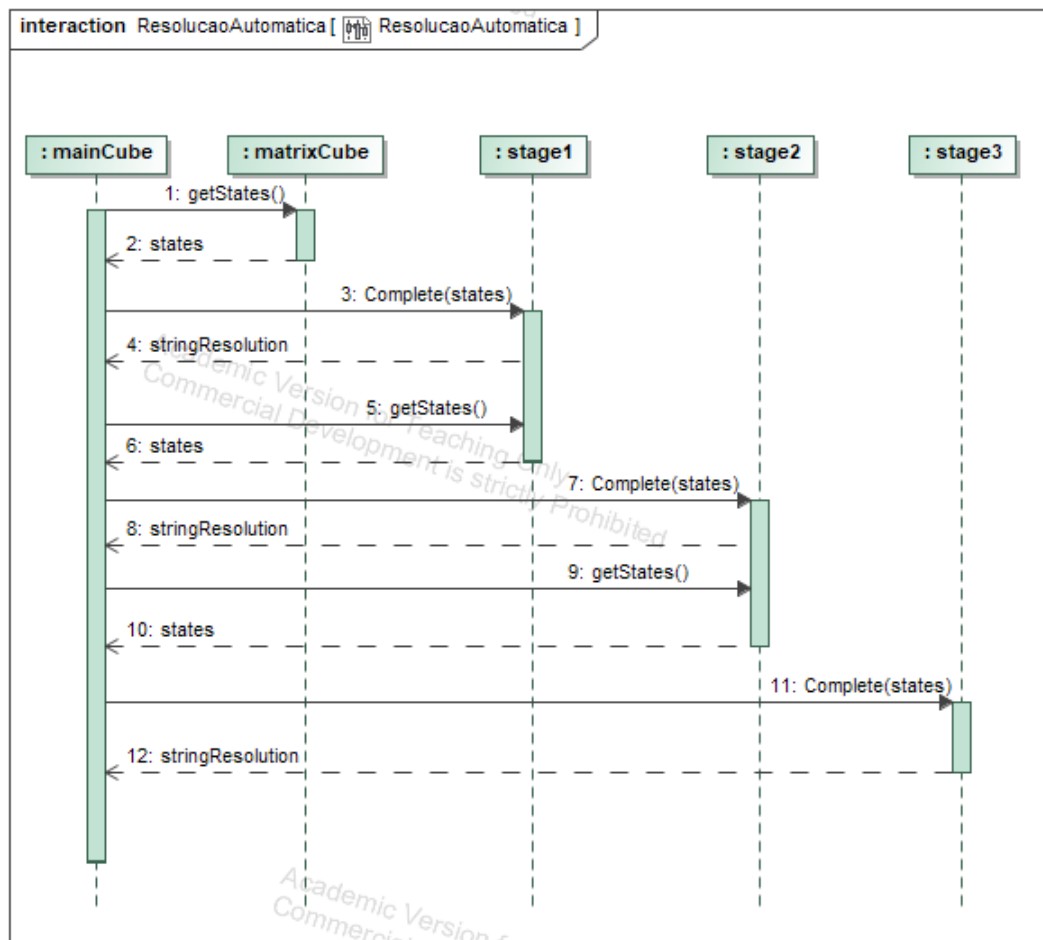 interaction ResolucaoAutomatica [ ResolucaoAutomatica ]
: mainCube
: matrixCube
: stage1
: stage2
: stage3
1: getStates()
2: states
3: Complete(states)
4: stringResolution
5: getStates()
6: states
7: Complete(states)
8: stringResolution
9: getStates()
10: states
11: Complete(states)
12: stringResolution
Academic Version for Teaching Only
Commercial Development is strictly Prohibited
Academic Version f
Commercia